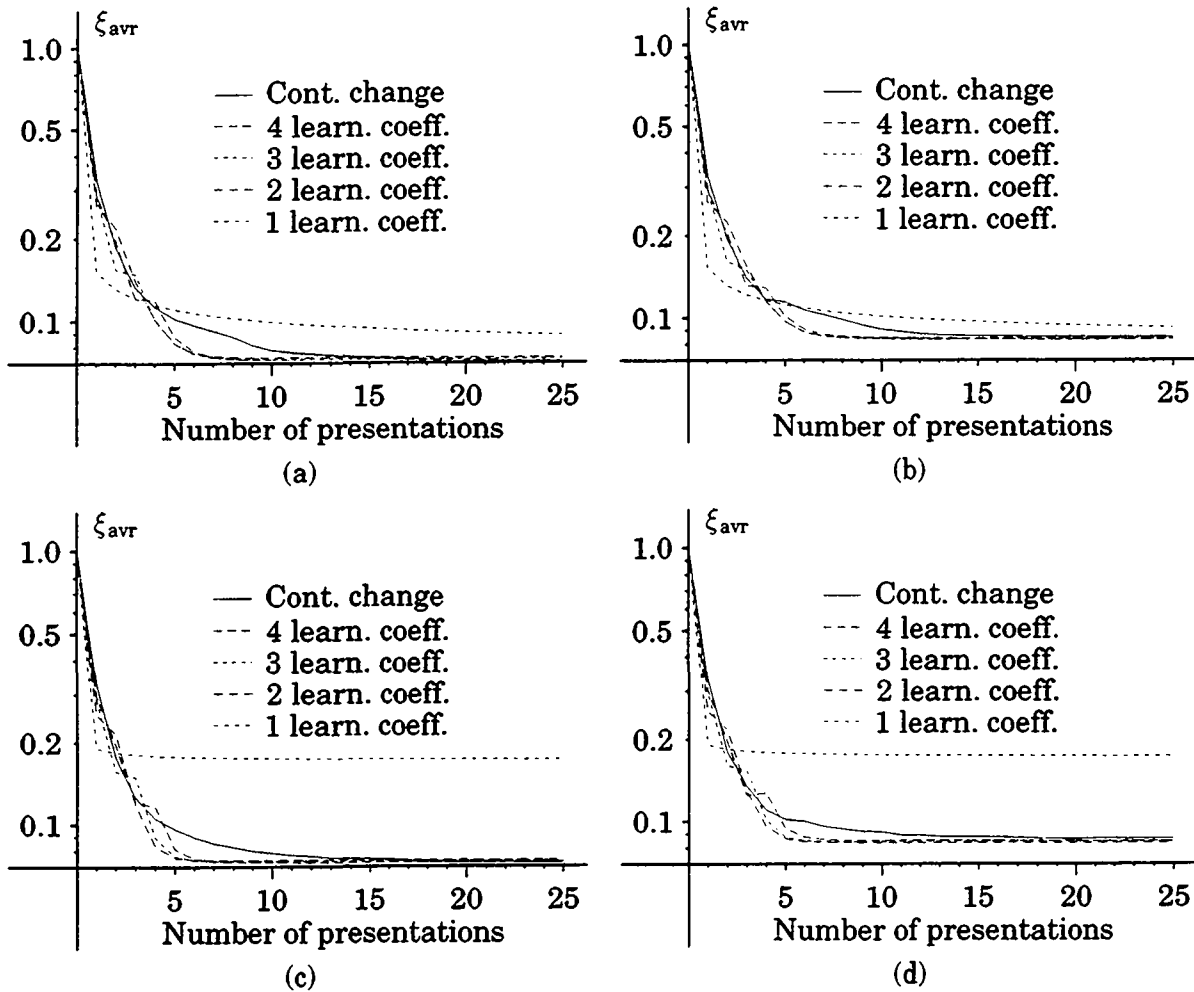 ξavr
1.0
0.5
0.2
0.1
Cont. change
4 learn. coeff.
3 learn. coeff.
2 learn. coeff.
1 learn. coeff.
5 10 15 20 25
Number of presentations
(a)
ξavr
1.0
0.5
0.2
0.1
Cont. change
4 learn. coeff.
3 learn. coeff.
2 learn. coeff.
1 learn. coeff.
5 10 15 20 25
Number of presentations
(b)
ξavr
1.0
0.5
0.2
0.1
Cont. change
4 learn. coeff.
3 learn. coeff.
2 learn. coeff.
1 learn. coeff.
5 10 15 20 25
Number of presentations
(c)
ξavr
1.0
0.5
0.2
0.1
Cont. change
4 learn. coeff.
3 learn. coeff.
2 learn. coeff.
1 learn. coeff.
5 10 15 20 25
Number of presentations
(d)